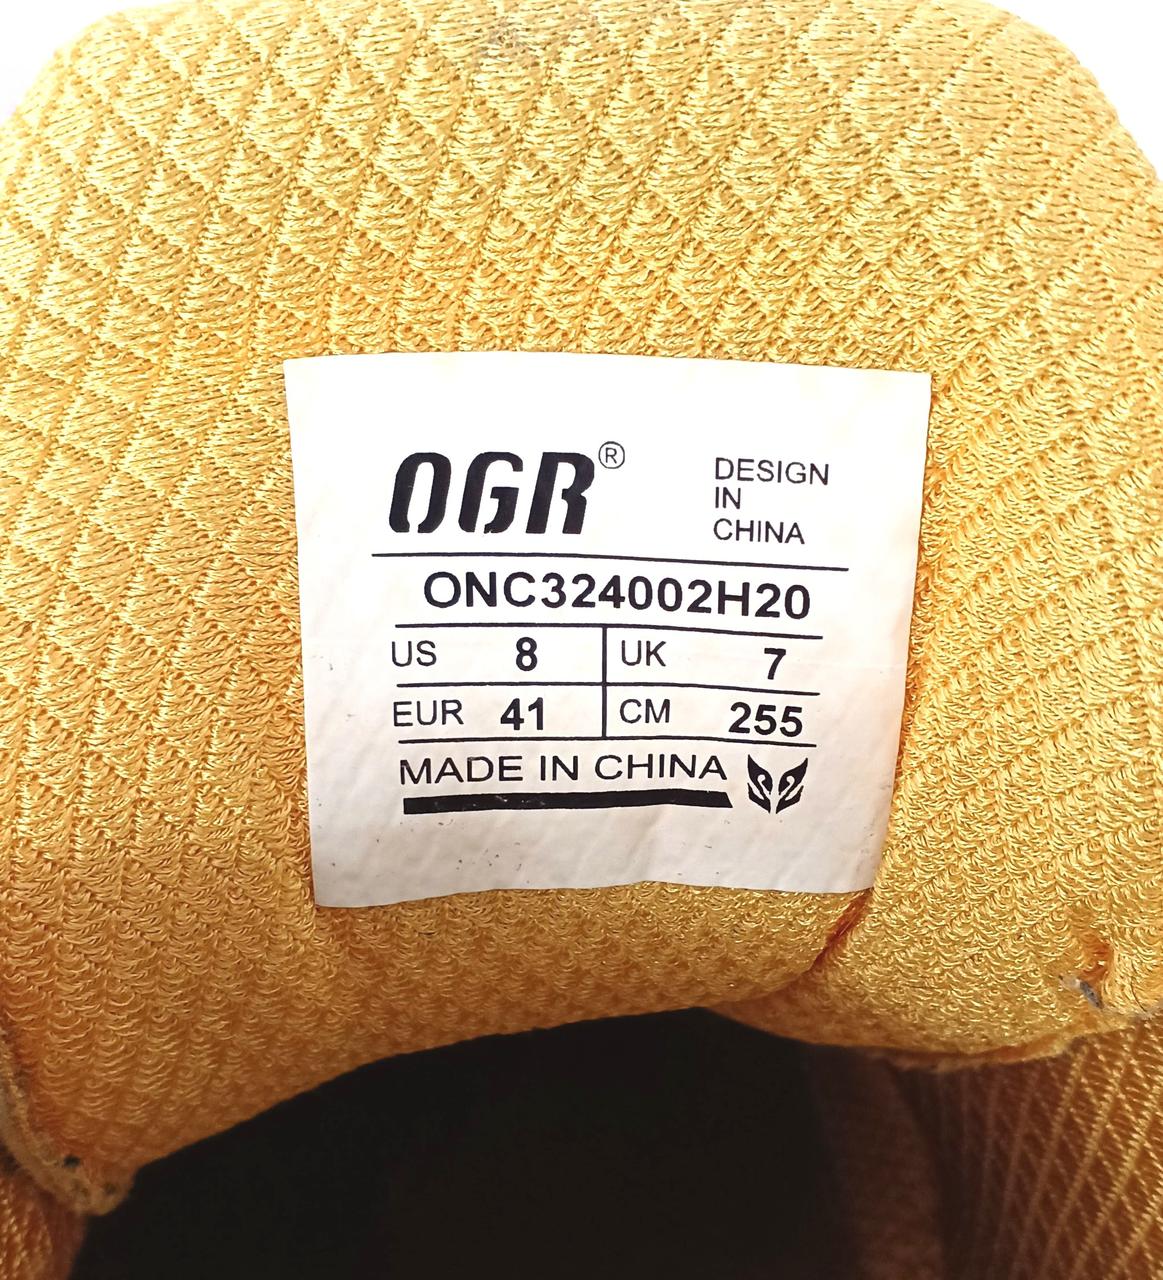 OGR®
DESIGN
IN
CHINA
ONC324002H20
US 8 UK 7
EUR 41 CM 255
MADE IN CHINA